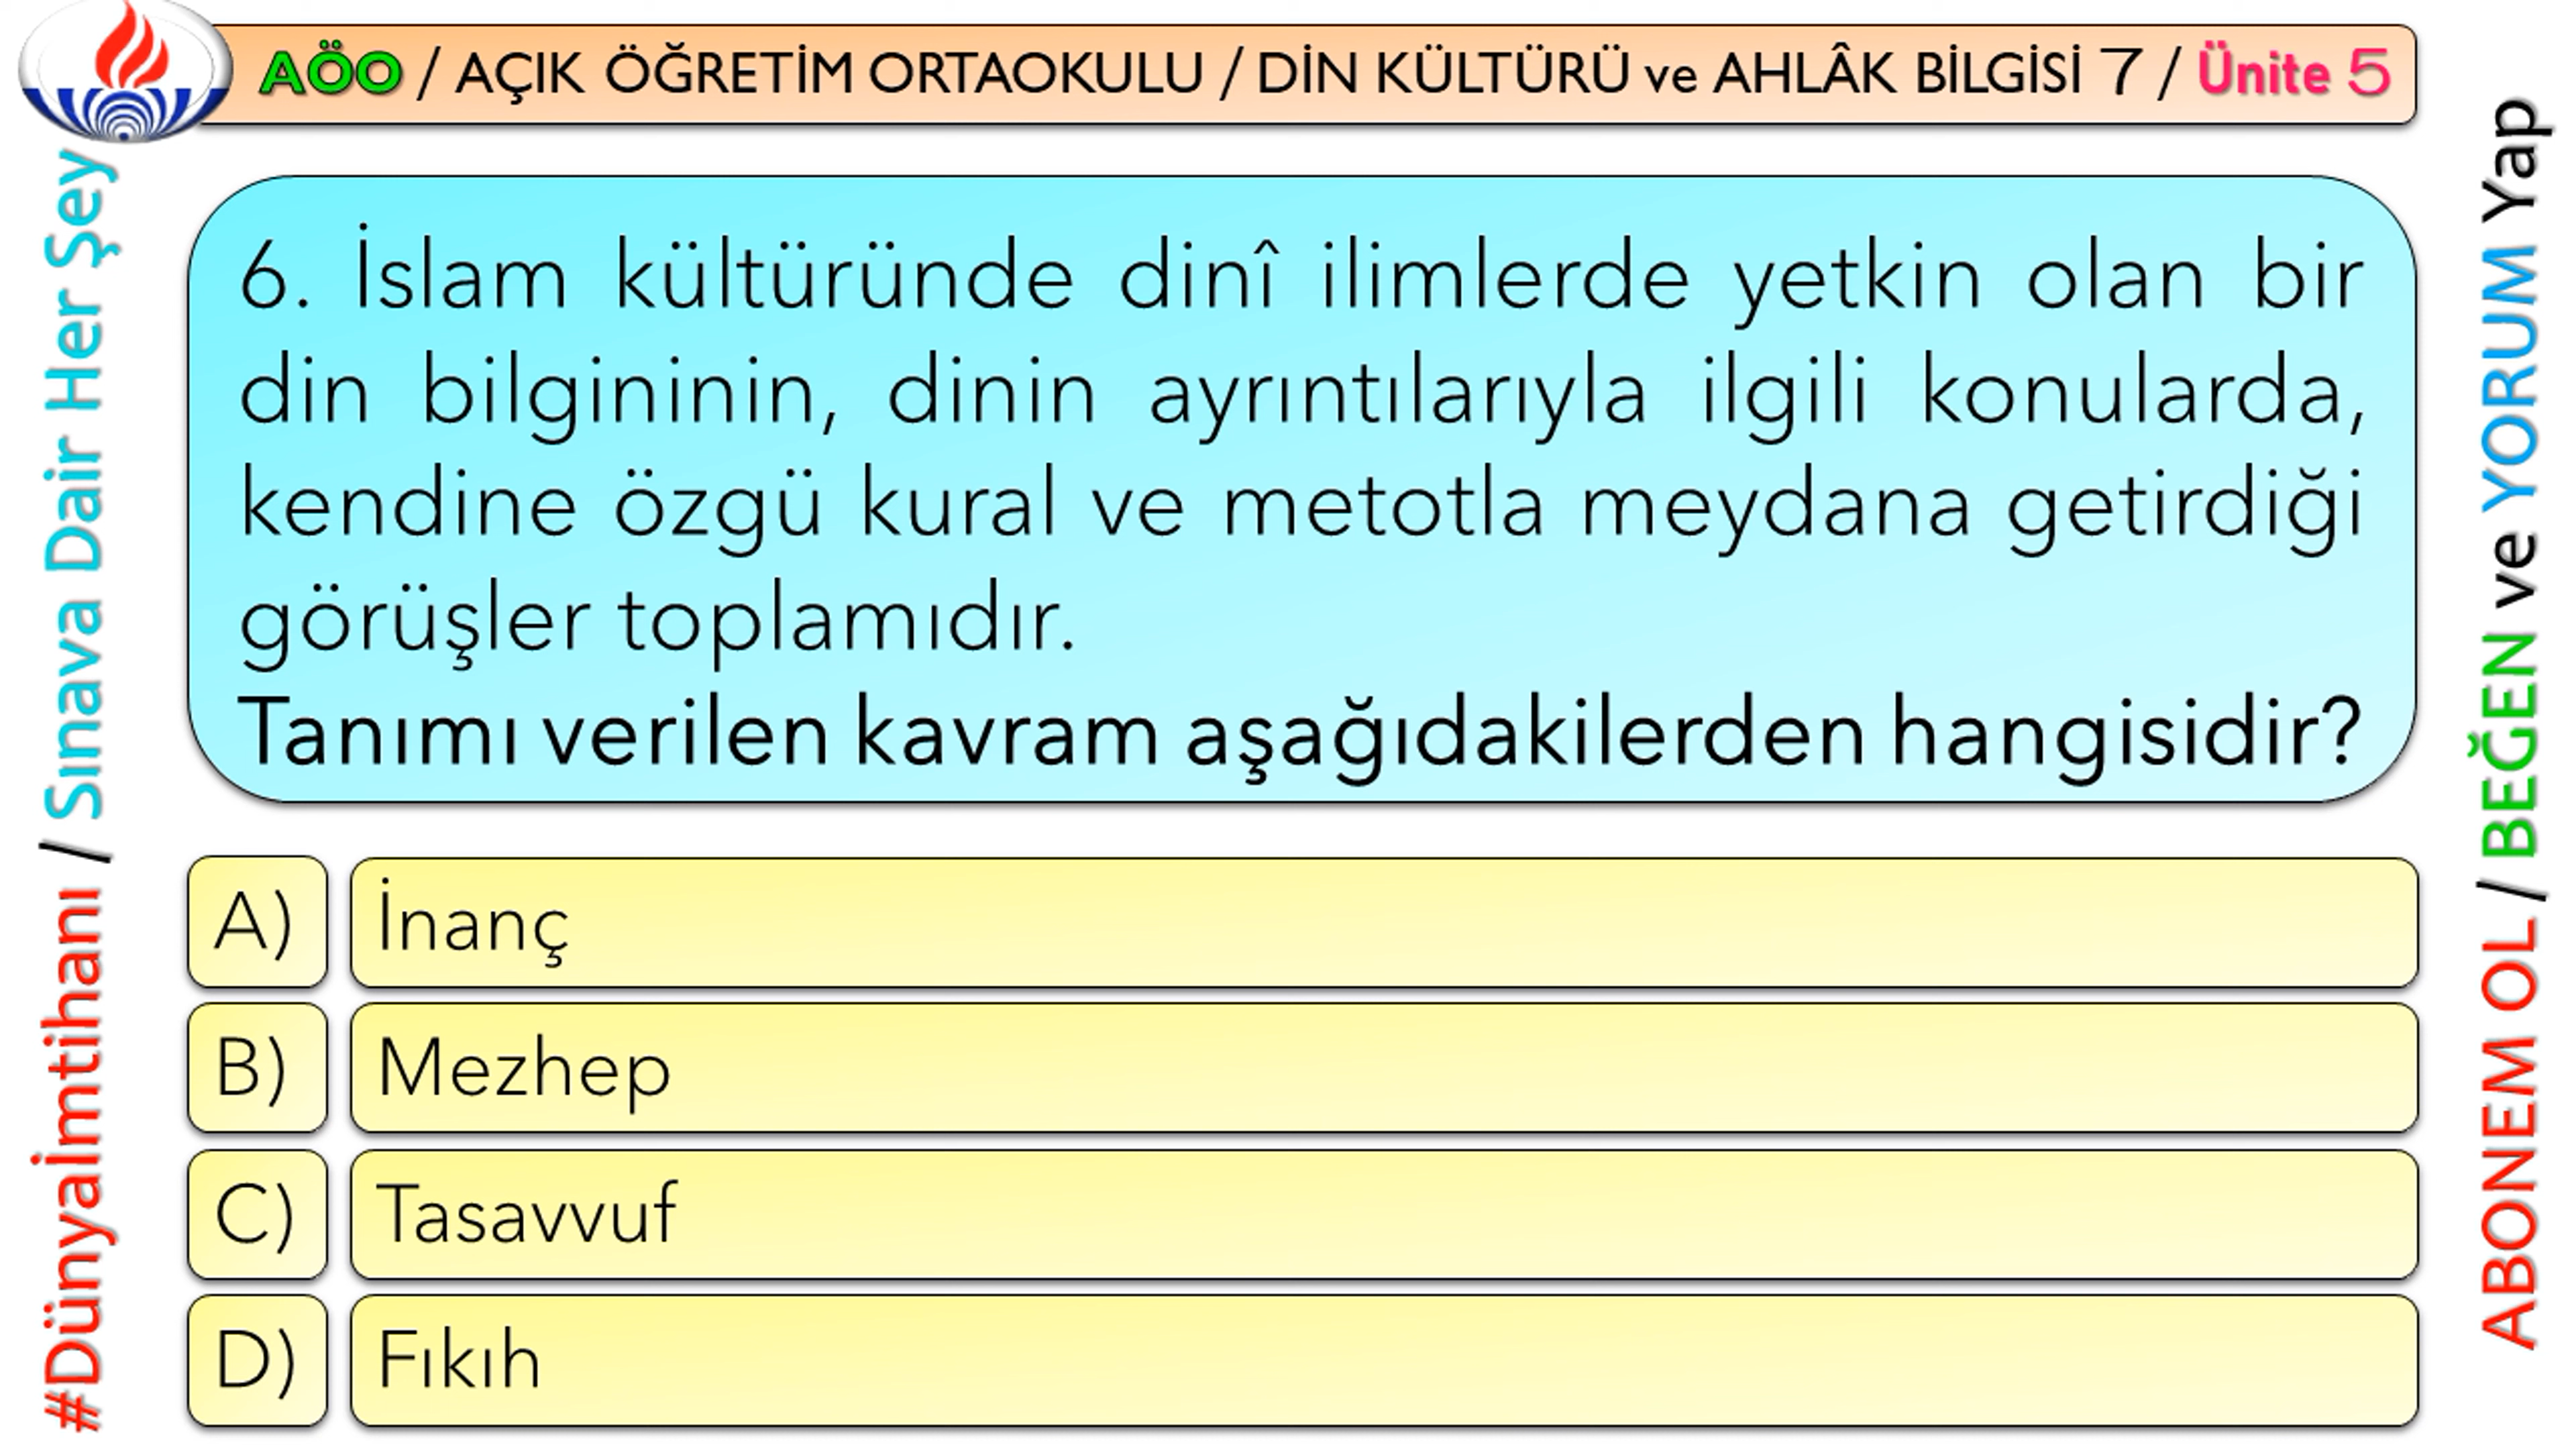 AÖO / AÇIK ÖĞRETİM ORTAOKULU / DİN KÜLTÜRÜ ve AHLÂK BİLGİSİ 7 / Ünite 5
#Dünyaİmtihanı / Sınava Dair Her Şey
6. İslam kültüründe dinî ilimlerde yetkin olan bir
din bilgininin, dinin ayrıntılarıyla ilgili konularda,
kendine özgü kural ve metotla meydana getirdiği
görüşler toplamıdır.
Tanımı verilen kavram aşağıdakilerden hangisidir?
A) İnanç
B) Mezhep
C) Tasavvuf
D) Fıkıh
ABONEM OL / BEĞEN ve YORUM Yap